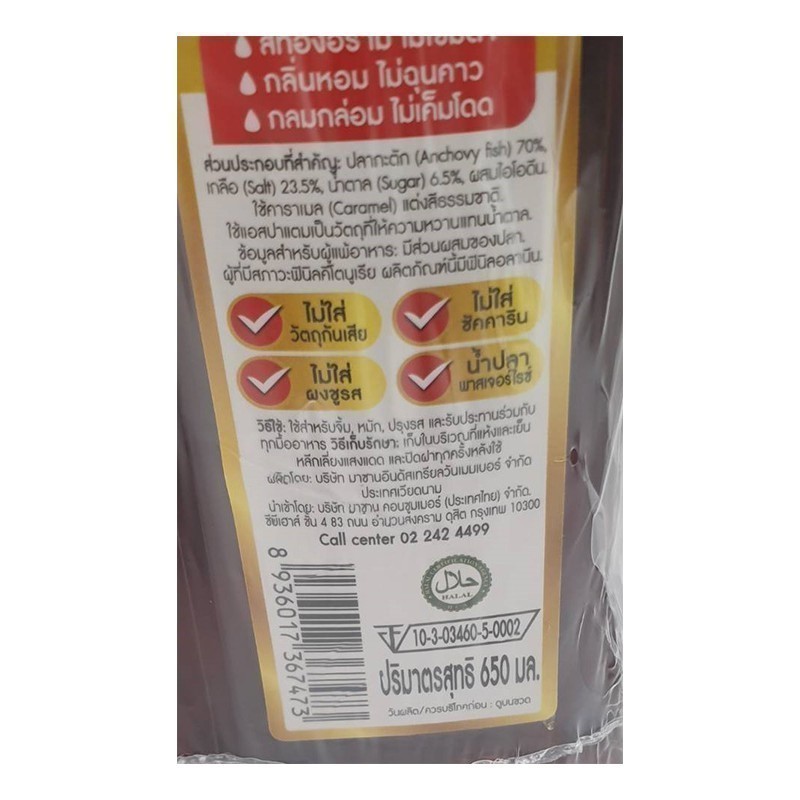 สีทองอร่าม ไม่เข้มดำ
กลิ่นหอม ไม่ฉุนคาว
กลมกล่อม ไม่เค็มโดด
ส่วนประกอบที่สำคัญ: ปลากะตัก (Anchovy fish) 70%,
เกลือ (Salt) 23.5%, น้ำตาล (Sugar) 6.5%, ผสมไอโอดีน.
ใช้คาราเมล (Caramel) แต่งสีธรรมชาติ.
ใช้แอสปาแตมเป็นวัตถุที่ให้ความหวานแทนน้ำตาล.
ข้อมูลสำหรับผู้แพ้อาหาร: มีส่วนผสมของปลา.
ผู้ที่มีสภาวะฟีนิลคีโตนูเรีย ผลิตภัณฑ์นี้มีฟีนิลอลานีน.
ไม่ใส่
วัตถุกันเสีย
ไม่ใส่
ซัคคาริน
ไม่ใส่
ผงชูรส
น้ำปลา
พาสเจอร์ไรซ์
วิธีใช้: ใช้สำหรับจิ้ม, หมัก, ปรุงรส และรับประทานร่วมกับ
ทุกมื้ออาหาร วิธีเก็บรักษา: เก็บในบริเวณที่แห้งและเย็น
หลีกเลี่ยงแสงแดด และปิดฝาทุกครั้งหลังใช้
ผลิตโดย: บริษัท มาซานอินดัสเทรียลวันเมมเบอร์ จำกัด
ประเทศเวียดนาม
นำเข้าโดย: บริษัท มาซาน คอนซูมเมอร์ (ประเทศไทย) จำกัด.
ซีซีเฮาส์ ชั้น 4 83 ถนน อำนวยสงคราม ดุสิต กรุงเทพ 10300
Call center 02 242 4499
حلال
HALAL
10-3-03460-5-0002
ปริมาตรสุทธิ 650 มล.
วันผลิต/ควรบริโภคก่อน : ดูบนขวด
8 936017 367473